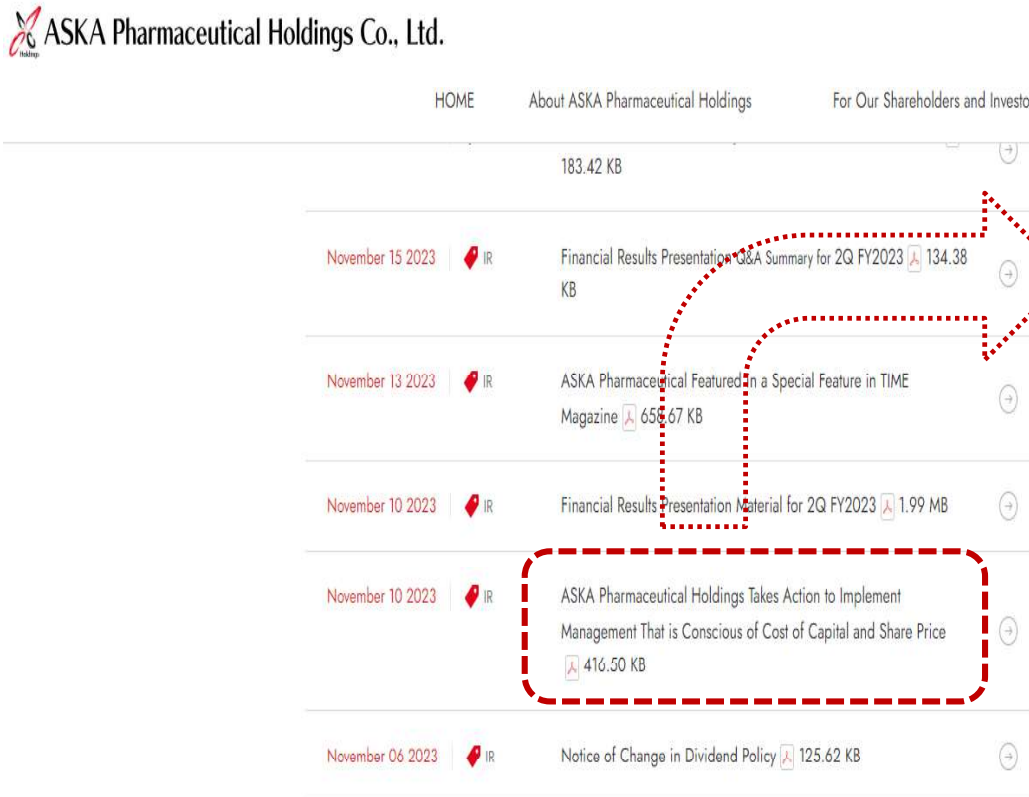 Holdings
ASKA Pharmaceutical Holdings Co., Ltd.
HOME About ASKA Pharmaceutical Holdings For Our Shareholders and Investo
183.42 KB
November 15 2023 IR Financial Results Presentation Q&A Summary for 2Q FY2023 134.38
KB
November 13 2023 IR ASKA Pharmaceutical Featured in a Special Feature in TIME
Magazine 658.67 KB
November 10 2023 IR Financial Results Presentation Material for 2Q FY2023 1.99 MB
November 10 2023 IR ASKA Pharmaceutical Holdings Takes Action to Implement
Management That is Conscious of Cost of Capital and Share Price
416.50 KB
November 06 2023 IR Notice of Change in Dividend Policy 125.62 KB